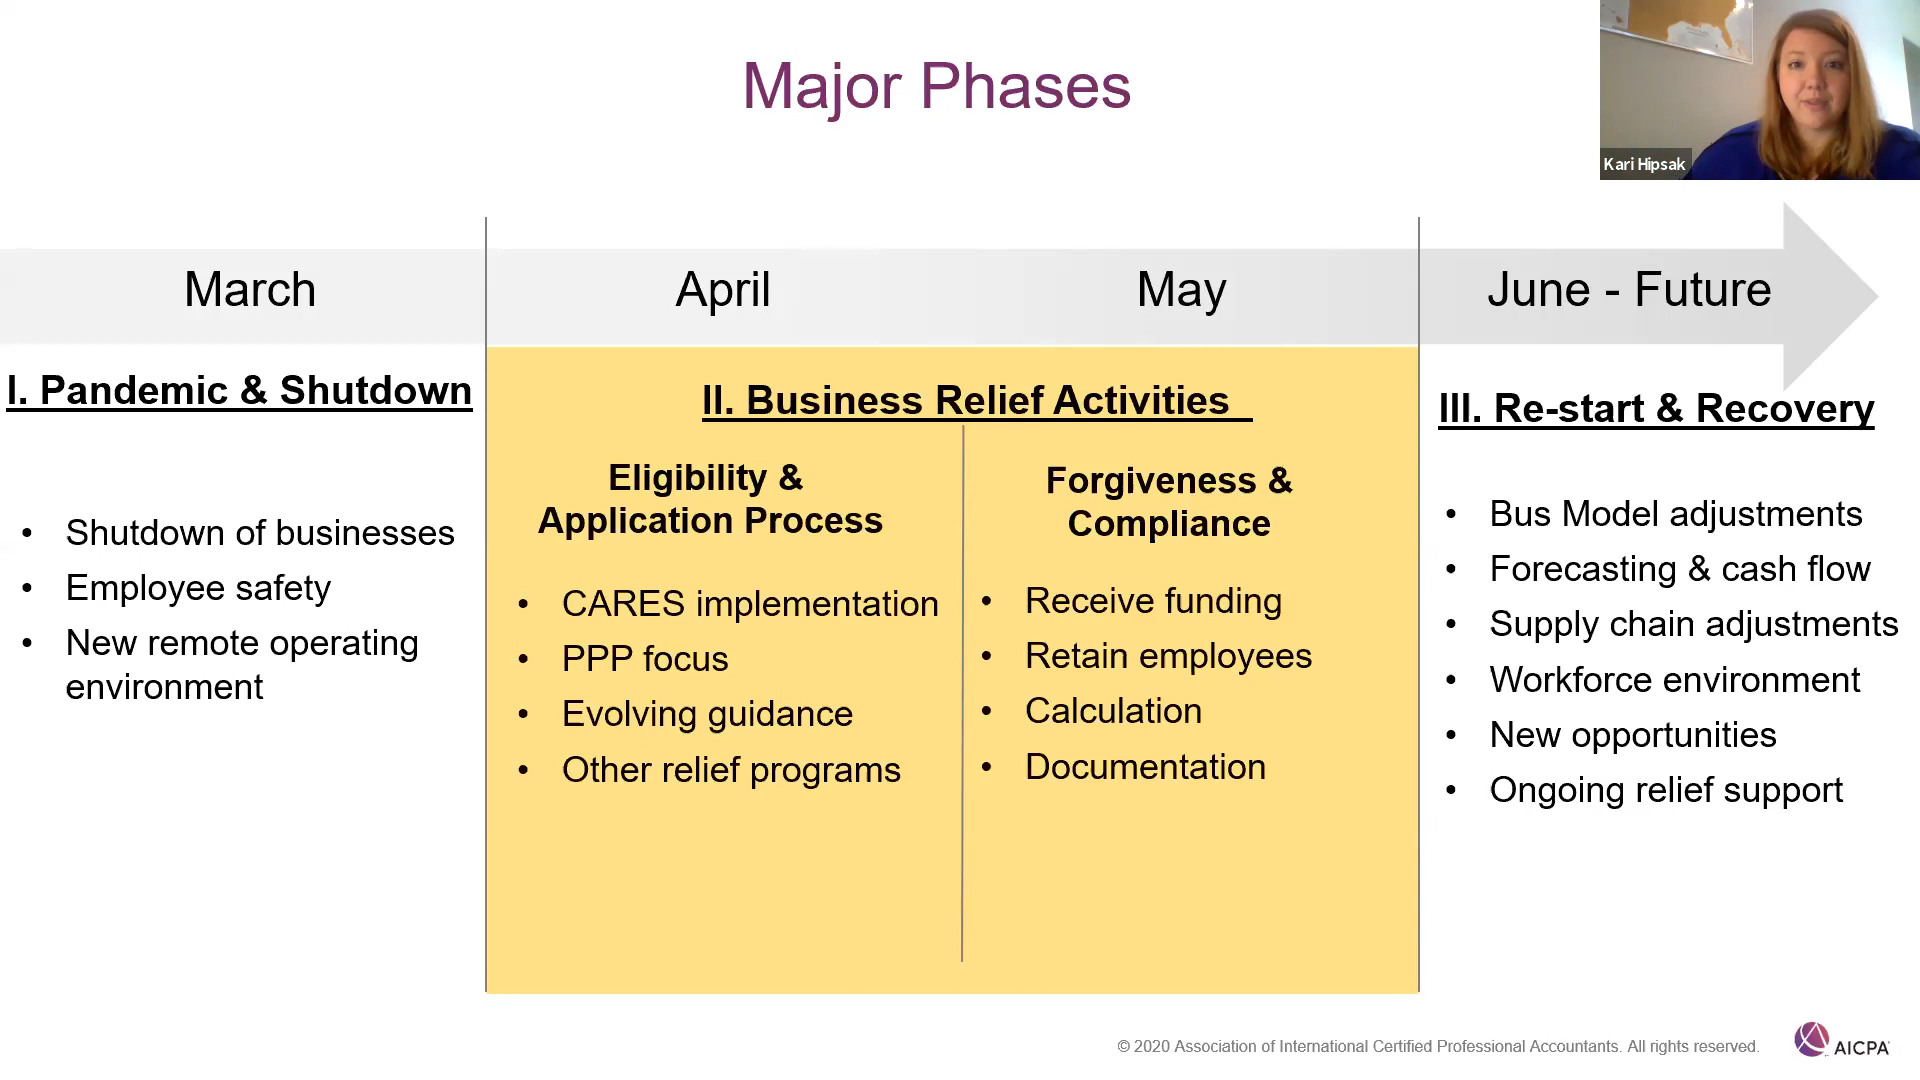 Major Phases
Kari Hipsak
March
April
May
June - Future
I. Pandemic & Shutdown
• Shutdown of businesses
• Employee safety
• New remote operating
environment
II. Business Relief Activities
Eligibility &
Application Process
• CARES implementation
• PPP focus
• Evolving guidance
• Other relief programs
Forgiveness &
Compliance
• Receive funding
• Retain employees
• Calculation
• Documentation
III. Re-start & Recovery
• Bus Model adjustments
• Forecasting & cash flow
• Supply chain adjustments
• Workforce environment
• New opportunities
• Ongoing relief support
© 2020 Association of International Certified Professional Accountants. All rights reserved.
AICPA